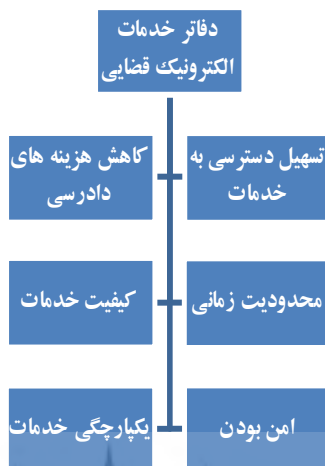 دفاتر خدمات
الکترونیک قضایی
تسهیل دسترسی به
خدمات
کاهش هزینه های
دادرسی
محدودیت زمانی
کیفیت خدمات
امن بودن
یکپارچگی خدمات